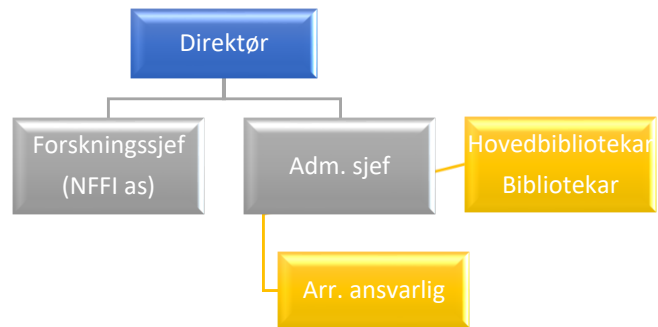 Direktør
Forskningssjef
(NFFI as)
Adm. sjef
Hovedbibliotekar
Bibliotekar
Arr. ansvarlig